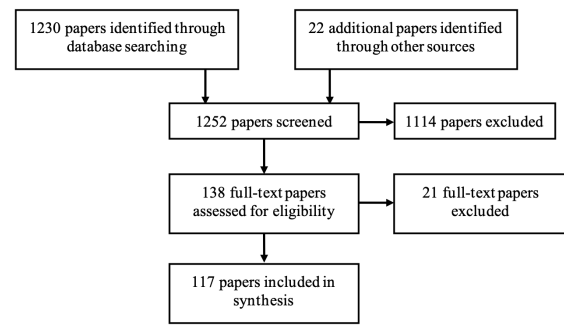 1230 papers identified through
database searching
22 additional papers identified
through other sources
1252 papers screened
1114 papers excluded
138 full-text papers
assessed for eligibility
21 full-text papers
excluded
117 papers included in
synthesis